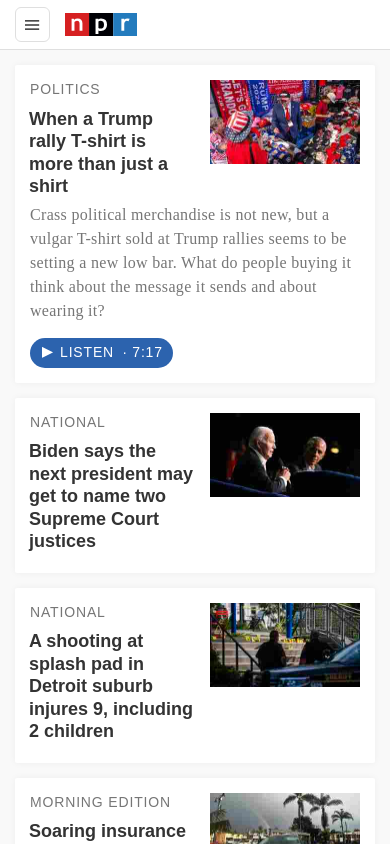 npr
POLITICS
When a Trump
rally T-shirt is
more than just a
shirt
Crass political merchandise is not new, but a
vulgar T-shirt sold at Trump rallies seems to be
setting a new low bar. What do people buying it
think about the message it sends and about
wearing it?
LISTEN · 7:17
NATIONAL
Biden says the
next president may
get to name two
Supreme Court
justices
NATIONAL
A shooting at
splash pad in
Detroit suburb
injures 9, including
2 children
MORNING EDITION
Soaring insurance